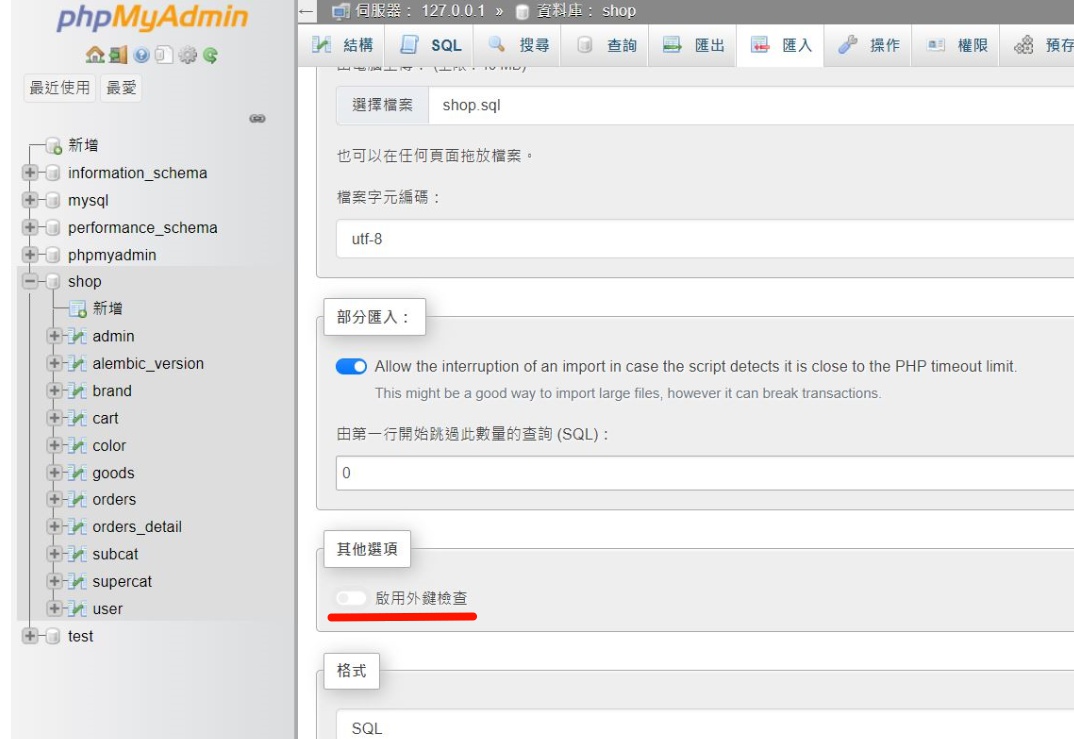 phpMyAdmin
最近使用 最愛
新增
information_schema
mysql
performance_schema
phpmyadmin
shop
新增
admin
alembic_version
brand
cart
color
goods
orders
orders_detail
subcat
supercat
user
test
伺服器： 127.0.0.1 » 資料庫： shop
結構 SQL 搜尋 查詢 匯出 匯入 操作 權限 預存
選擇檔案 shop.sql
也可以在任何頁面拖放檔案。
檔案字元編碼：
utf-8
部分匯入：
Allow the interruption of an import in case the script detects it is close to the PHP timeout limit.
This might be a good way to import large files, however it can break transactions.
由第一行開始跳過此數量的查詢 (SQL)：
0
其他選項
啟用外鍵檢查
格式
SQL